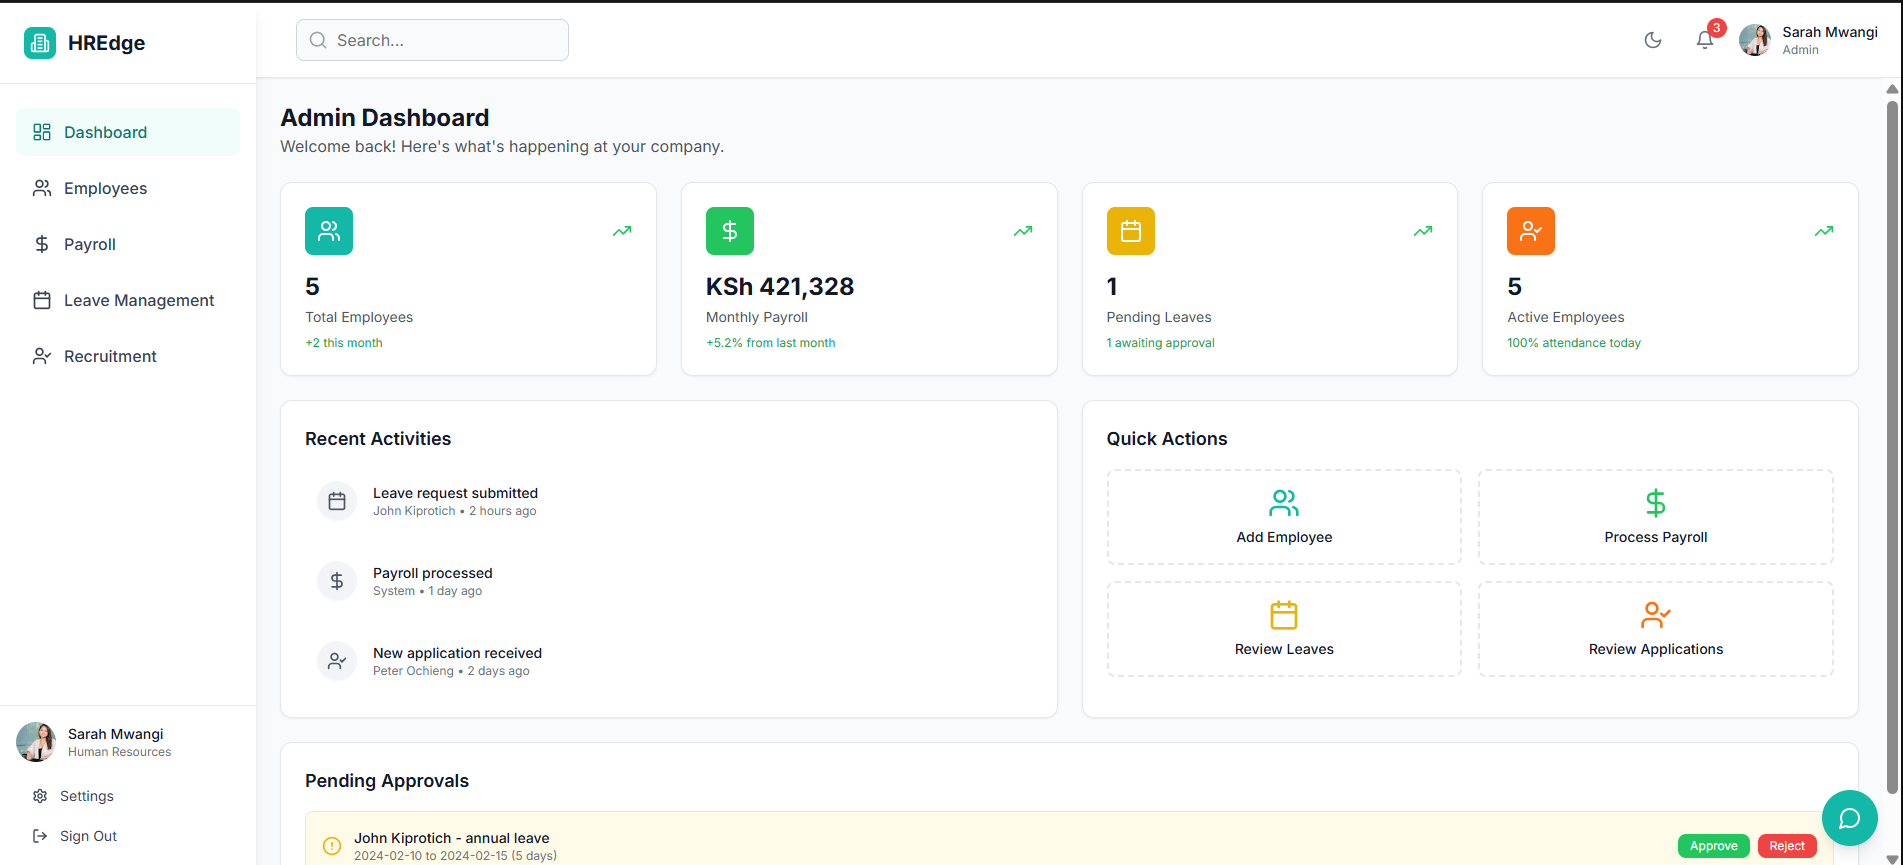 HREdge
Search...
3
Sarah Mwangi
Admin
Dashboard
Employees
Payroll
Leave Management
Recruitment
Sarah Mwangi
Human Resources
Settings
Sign Out
Admin Dashboard
Welcome back! Here's what's happening at your company.
5
Total Employees
+2 this month
KSh 421,328
Monthly Payroll
+5.2% from last month
1
Pending Leaves
1 awaiting approval
5
Active Employees
100% attendance today
Recent Activities
Leave request submitted
John Kiprotich • 2 hours ago
Payroll processed
System • 1 day ago
New application received
Peter Ochieng • 2 days ago
Quick Actions
Add Employee
Process Payroll
Review Leaves
Review Applications
Pending Approvals
John Kiprotich - annual leave
2024-02-10 to 2024-02-15 (5 days)
Approve
Reject